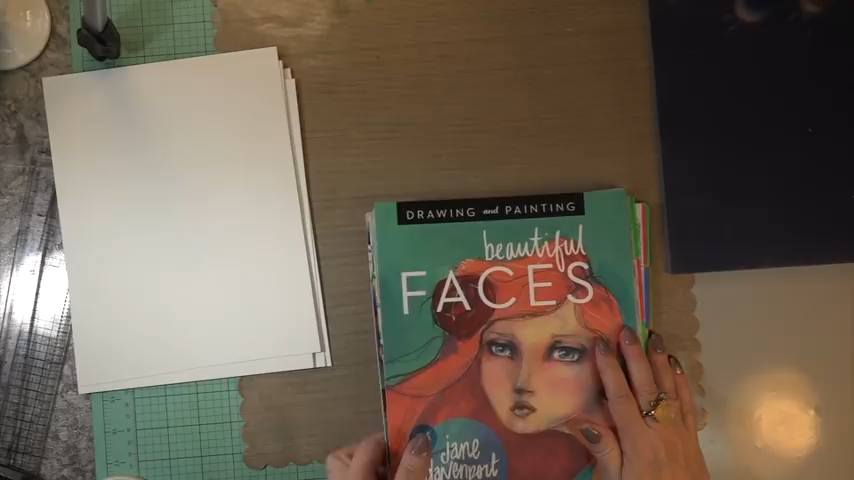 DRAWING and PAINTING
beautiful
FACES
jane
davenport